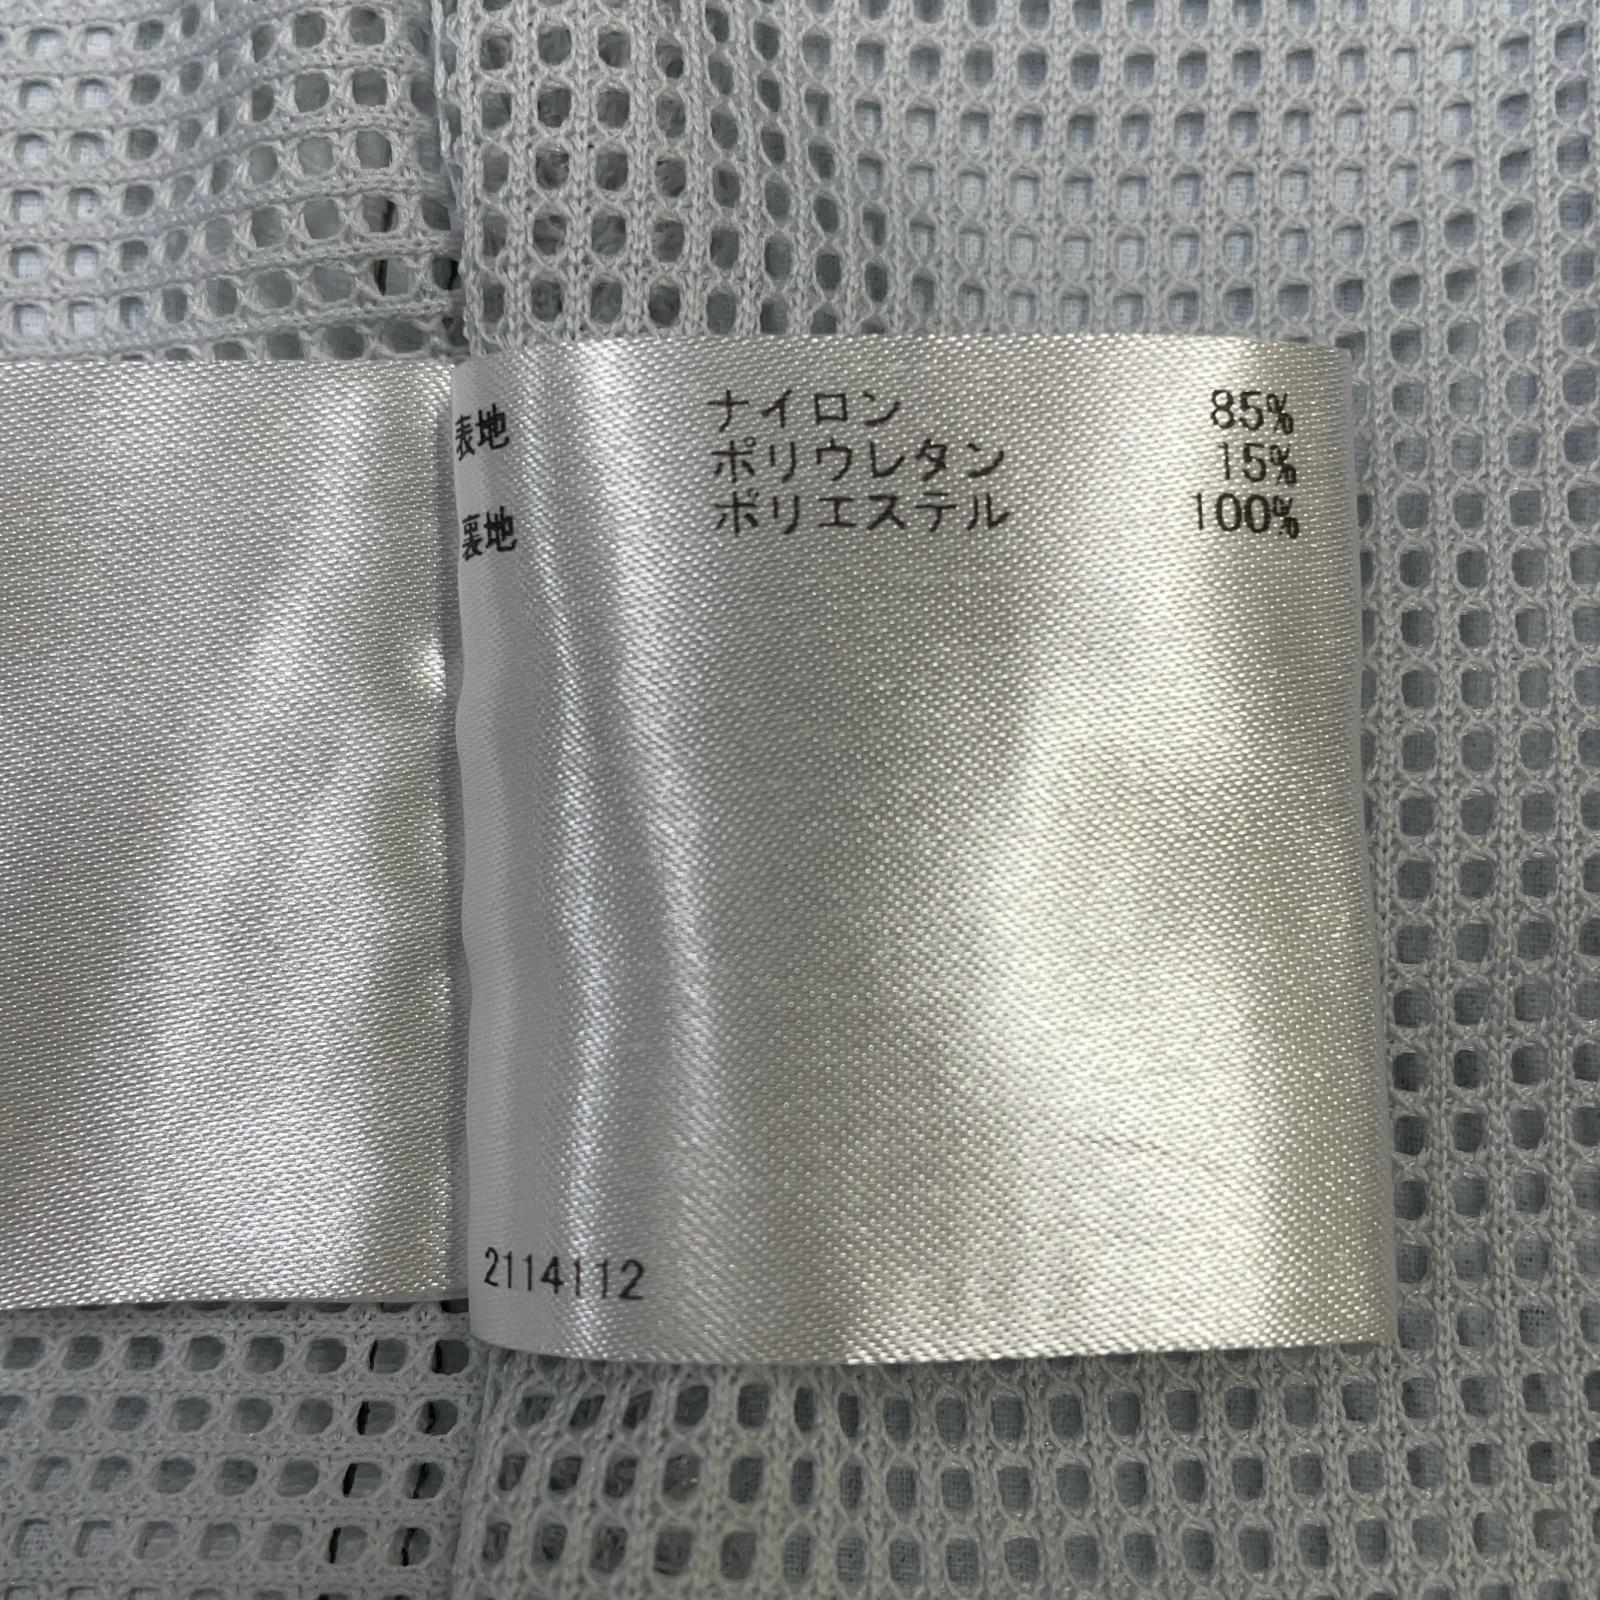 表地 ナイロン 85%
ポリウレタン 15%
裏地 ポリエステル 100%
2114112